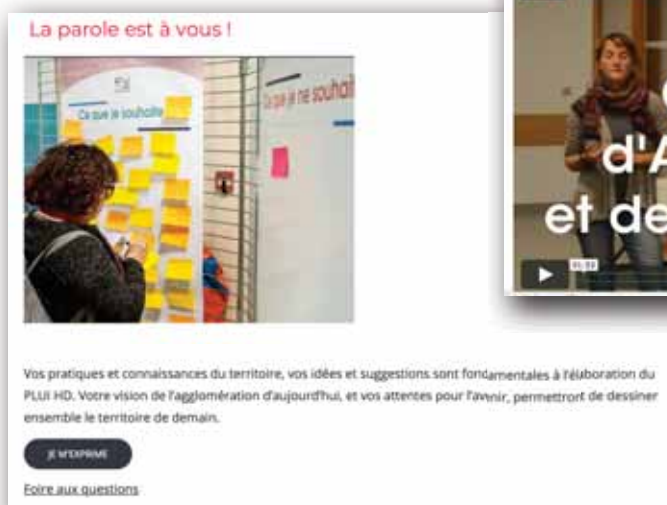 La parole est à vous !
Ce que je souhaite
Ce que je ne souhait
d'A
et de
Vos pratiques et connaissances du territoire, vos idées et suggestions sont fondamentales à l'élaboration du
PLUI HD. Votre vision de l'agglomération d'aujourd'hui, et vos attentes pour l'avenir, permettront de dessiner
ensemble le territoire de demain.
JE M'EXPRIME
Foire aux questions